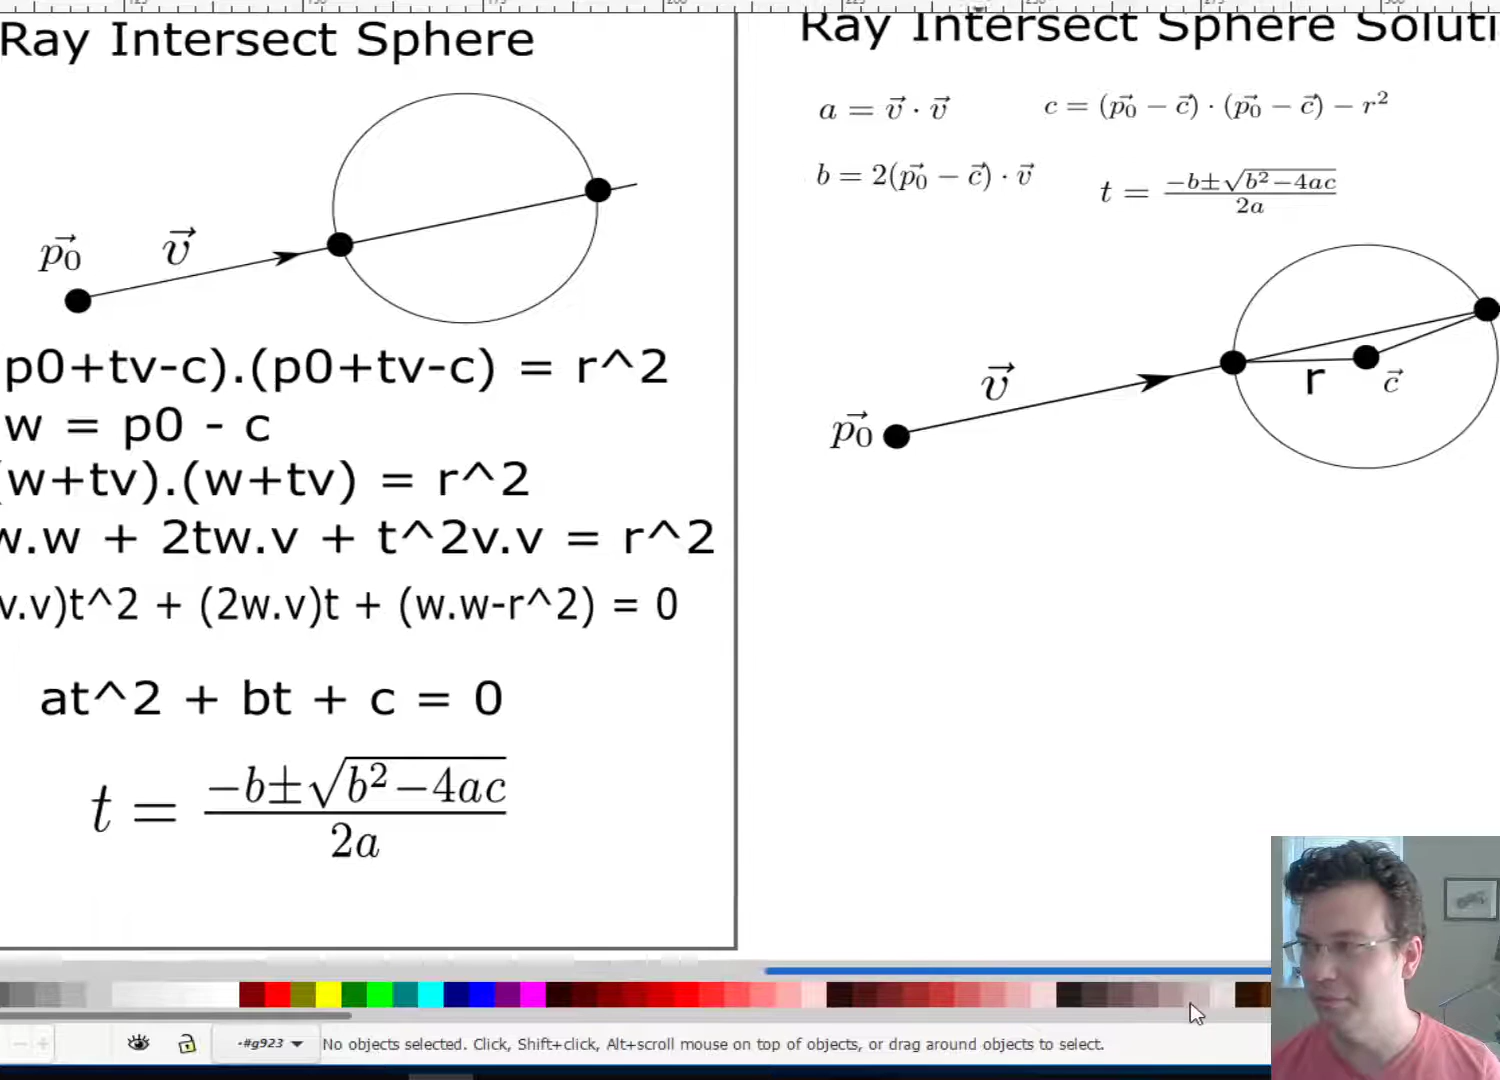 Ray Intersect Sphere
p⃗0
v⃗
p0+tv-c).(p0+tv-c) = r^2
w = p0 - c
(w+tv).(w+tv) = r^2
w.w + 2tw.v + t^2v.v = r^2
v.v)t^2 + (2w.v)t + (w.w-r^2) = 0
at^2 + bt + c = 0
t = −b±√b²−4ac / 2a
Ray Intersect Sphere Soluti
a = v⃗ · v⃗
c = (p⃗0 − c⃗) · (p⃗0 − c⃗) − r²
b = 2(p⃗0 − c⃗) · v⃗
t = −b±√b²−4ac / 2a
v⃗
r
c⃗
p⃗0
-#g923
No objects selected. Click, Shift+click, Alt+scroll mouse on top of objects, or drag around objects to select.